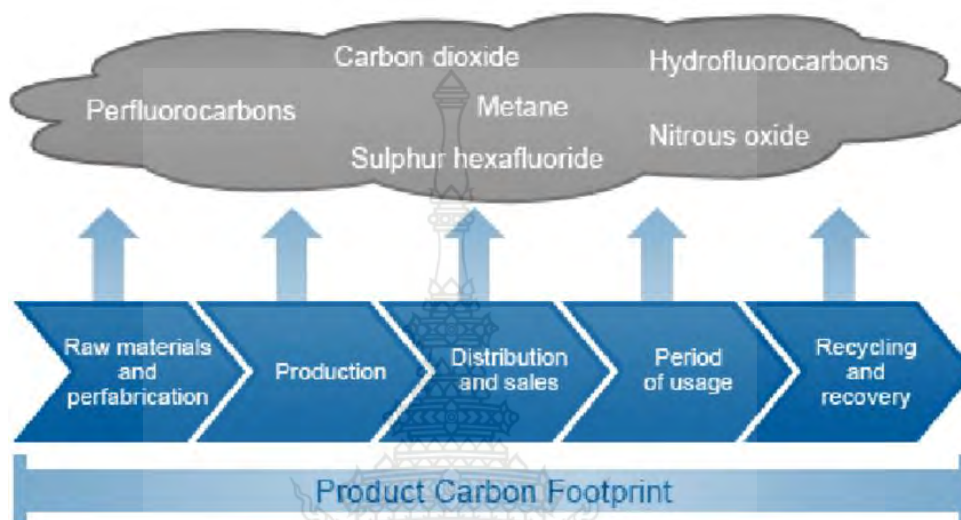 Carbon dioxide
Hydrofluorocarbons
Perfluorocarbons
Metane
Nitrous oxide
Sulphur hexafluoride
Raw materials
and
perfabrication
Production
Distribution
and sales
Period
of usage
Recycling
and
recovery
Product Carbon Footprint